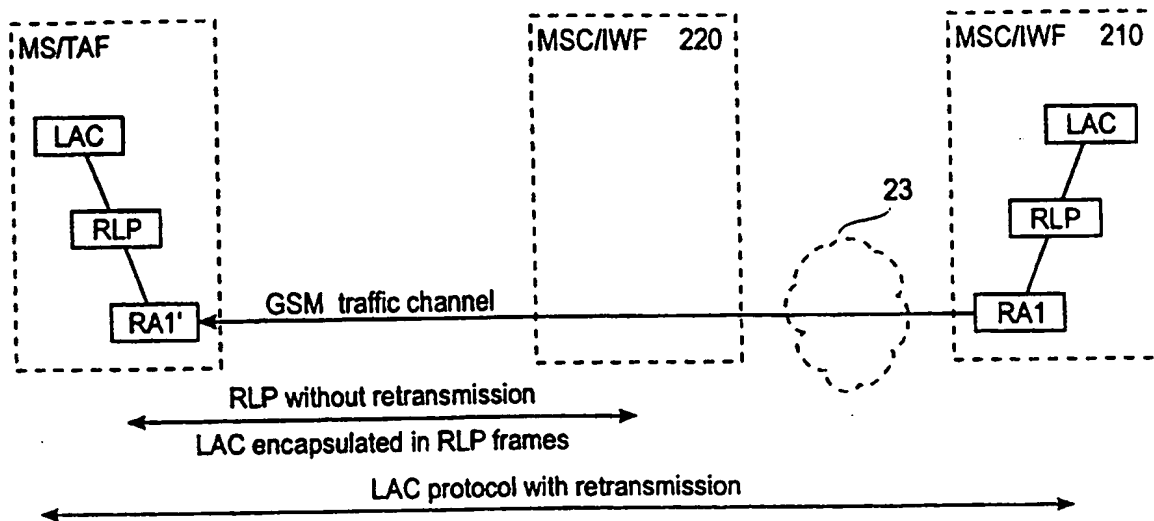 MS/TAF
MSC/IWF 220
MSC/IWF 210
LAC
LAC
23
RLP
RLP
GSM traffic channel
RA1'
RA1
RLP without retransmission
LAC encapsulated in RLP frames
LAC protocol with retransmission